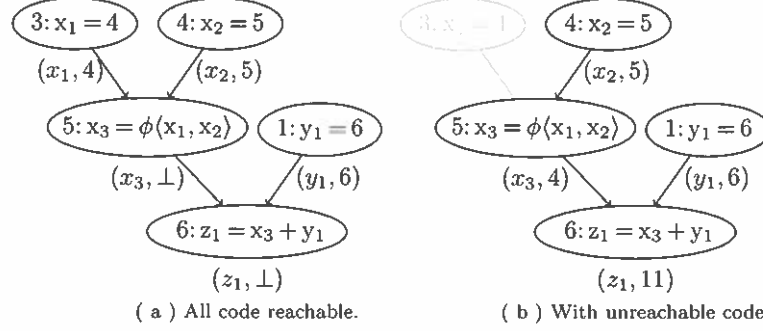 3: x₁ = 4
4: x₂ = 5
(x₁, 4)
(x₂, 5)
5: x₃ = ϕ⟨x₁, x₂⟩
1: y₁ = 6
(x₃, ⊥)
(y₁, 6)
6: z₁ = x₃ + y₁
(z₁, ⊥)
( a ) All code reachable.
4: x₂ = 5
(x₂, 5)
5: x₃ = ϕ⟨x₁, x₂⟩
1: y₁ = 6
(x₃, 4)
(y₁, 6)
6: z₁ = x₃ + y₁
(z₁, 11)
( b ) With unreachable code